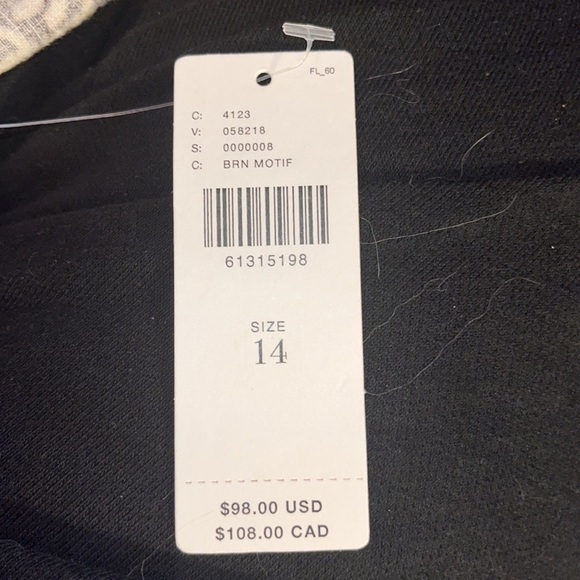 FL_60
C: 4123
V: 058218
S: 0000008
C: BRN MOTIF
61315198
SIZE
14
$98.00 USD
$108.00 CAD